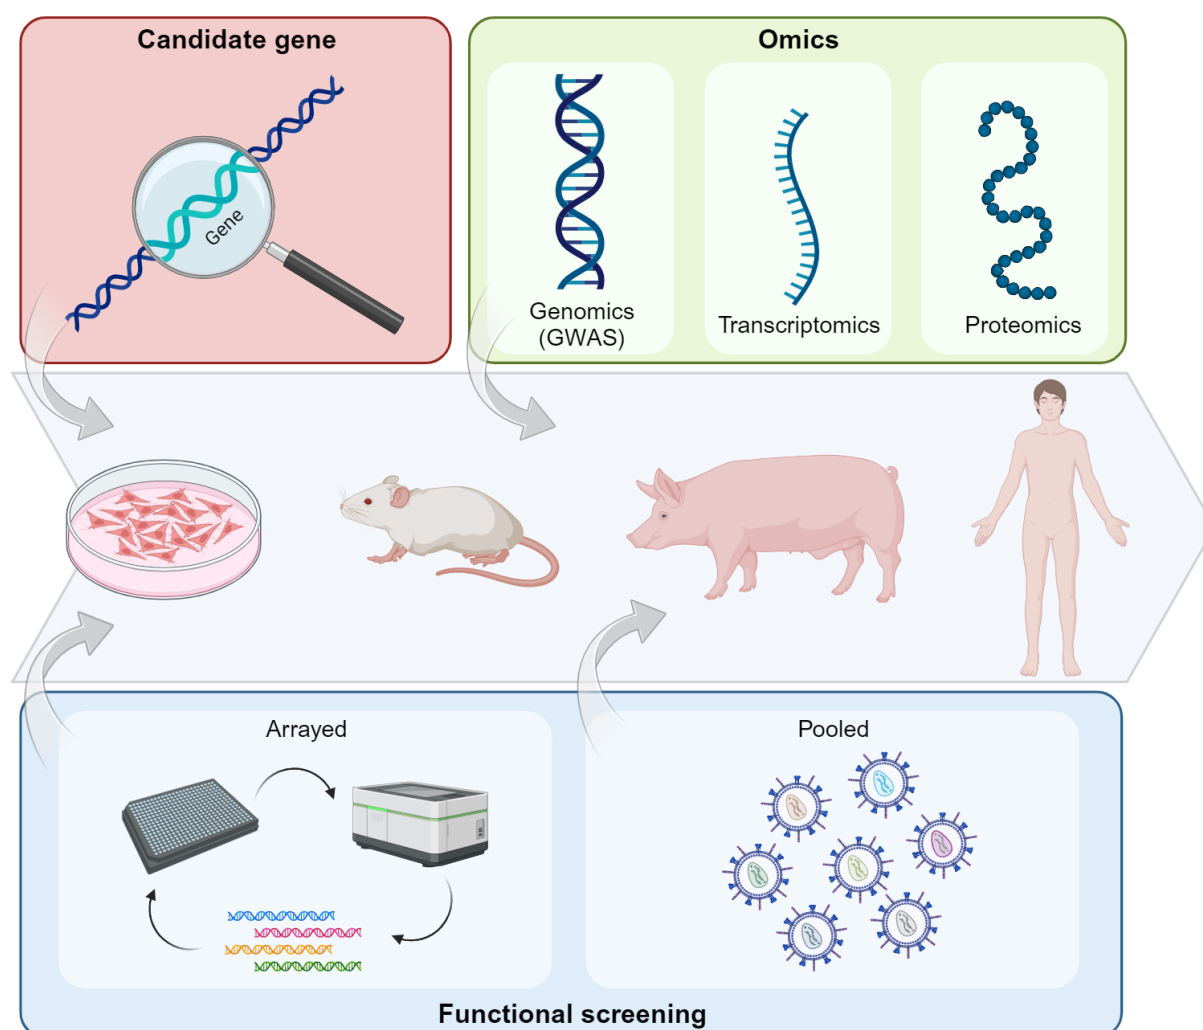 Candidate gene
Gene
Omics
Genomics
(GWAS)
Transcriptomics
Proteomics
Arrayed
Pooled
Functional screening